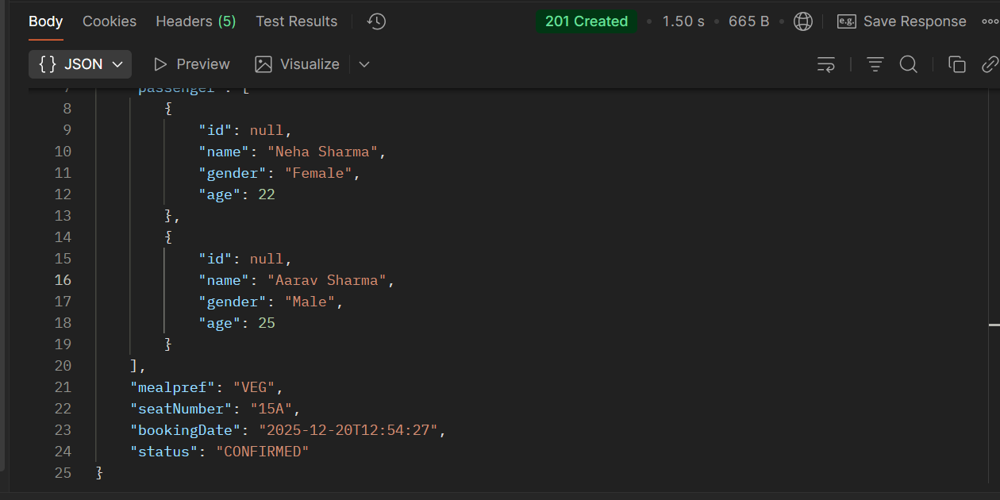 Body Cookies Headers (5) Test Results 201 Created • 1.50 s • 665 B • e.g. Save Response
{} JSON Preview Visualize
7 "passenger": [
8 {
9 "id": null,
10 "name": "Neha Sharma",
11 "gender": "Female",
12 "age": 22
13 },
14 {
15 "id": null,
16 "name": "Aarav Sharma",
17 "gender": "Male",
18 "age": 25
19 }
20 ],
21 "mealpref": "VEG",
22 "seatNumber": "15A",
23 "bookingDate": "2025-12-20T12:54:27",
24 "status": "CONFIRMED"
25 }